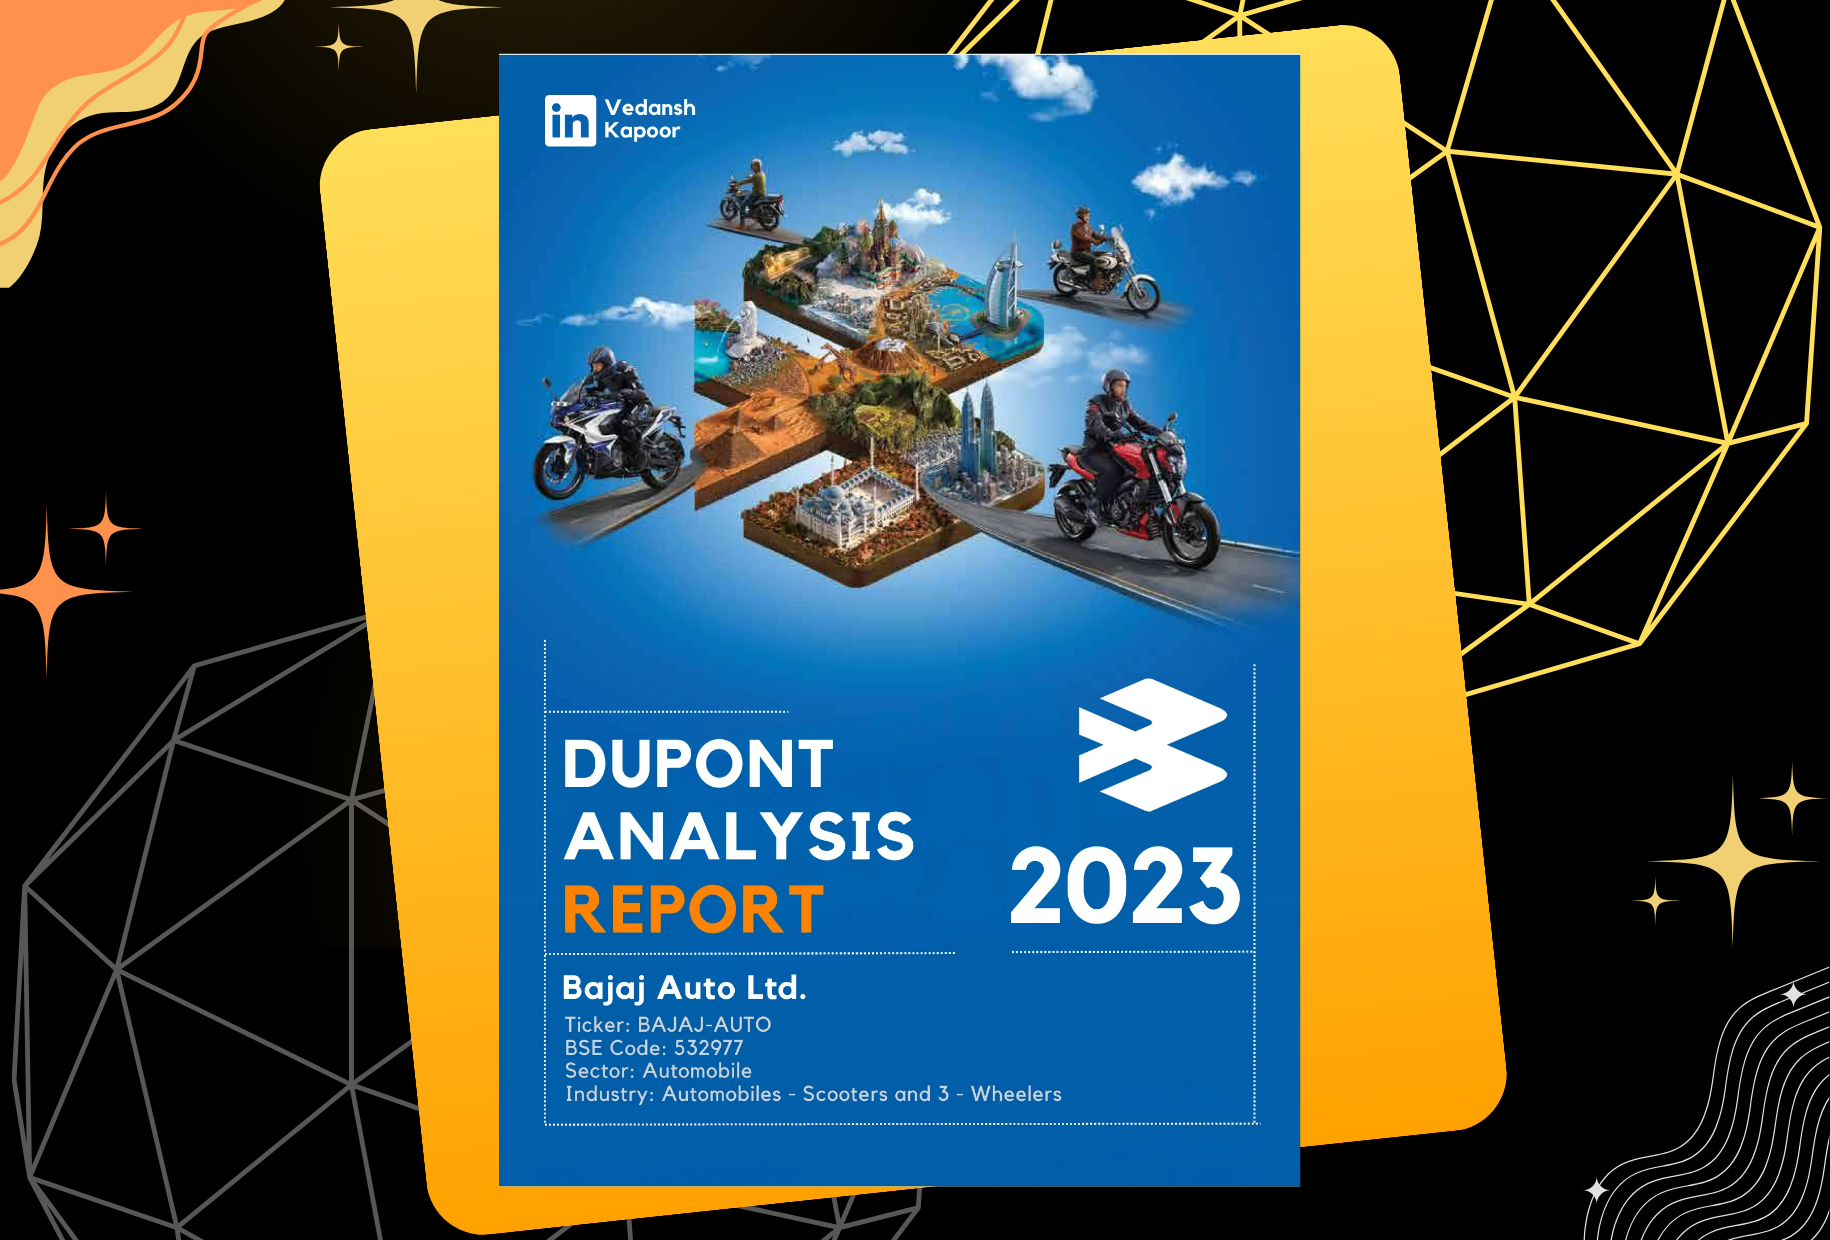 in
Vedansh
Kapoor
DUPONT
ANALYSIS
REPORT
2023
Bajaj Auto Ltd.
Ticker: BAJAJ-AUTO
BSE Code: 532977
Sector: Automobile
Industry: Automobiles - Scooters and 3 - Wheelers